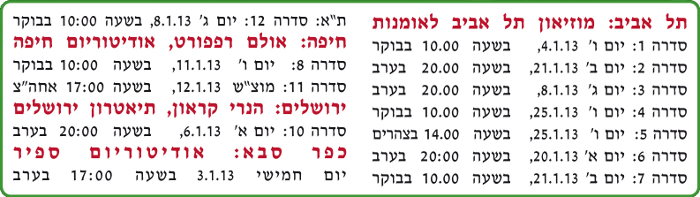 תל אביב: מוזיאון תל אביב לאומנות
סדרה 1: יום ו' 4.1.13, בשעה 10.00 בבוקר
סדרה 2: יום ב' 21.1.13, בשעה 20.00 בערב
סדרה 3: יום ג' 8.1.13, בשעה 20.00 בערב
סדרה 4: יום ו' 25.1.13, בשעה 10.00 בבוקר
סדרה 5: יום ו' 25.1.13, בשעה 14.00 בצהרים
סדרה 6: יום א' 20.1.13, בשעה 20:00 בערב
סדרה 7: יום ב' 21.1.13, בשעה 10.00 בבוקר
ת"א: סדרה 12: יום ג' 8.1.13, בשעה 10:00 בבוקר
חיפה: אולם רפפורט, אודיטוריום חיפה
סדרה 8: יום ו' 11.1.13, בשעה 10:00 בבוקר
סדרה 11: מוצ"ש 12.1.13, בשעה 17:00 אחה"צ
ירושלים: הנרי קראון, תיאטרון ירושלים
סדרה 10: יום א' 6.1.13, בשעה 20:00 בערב
כפר סבא: אודיטוריום ספיר
יום חמישי 3.1.13 בשעה 17:00 בערב